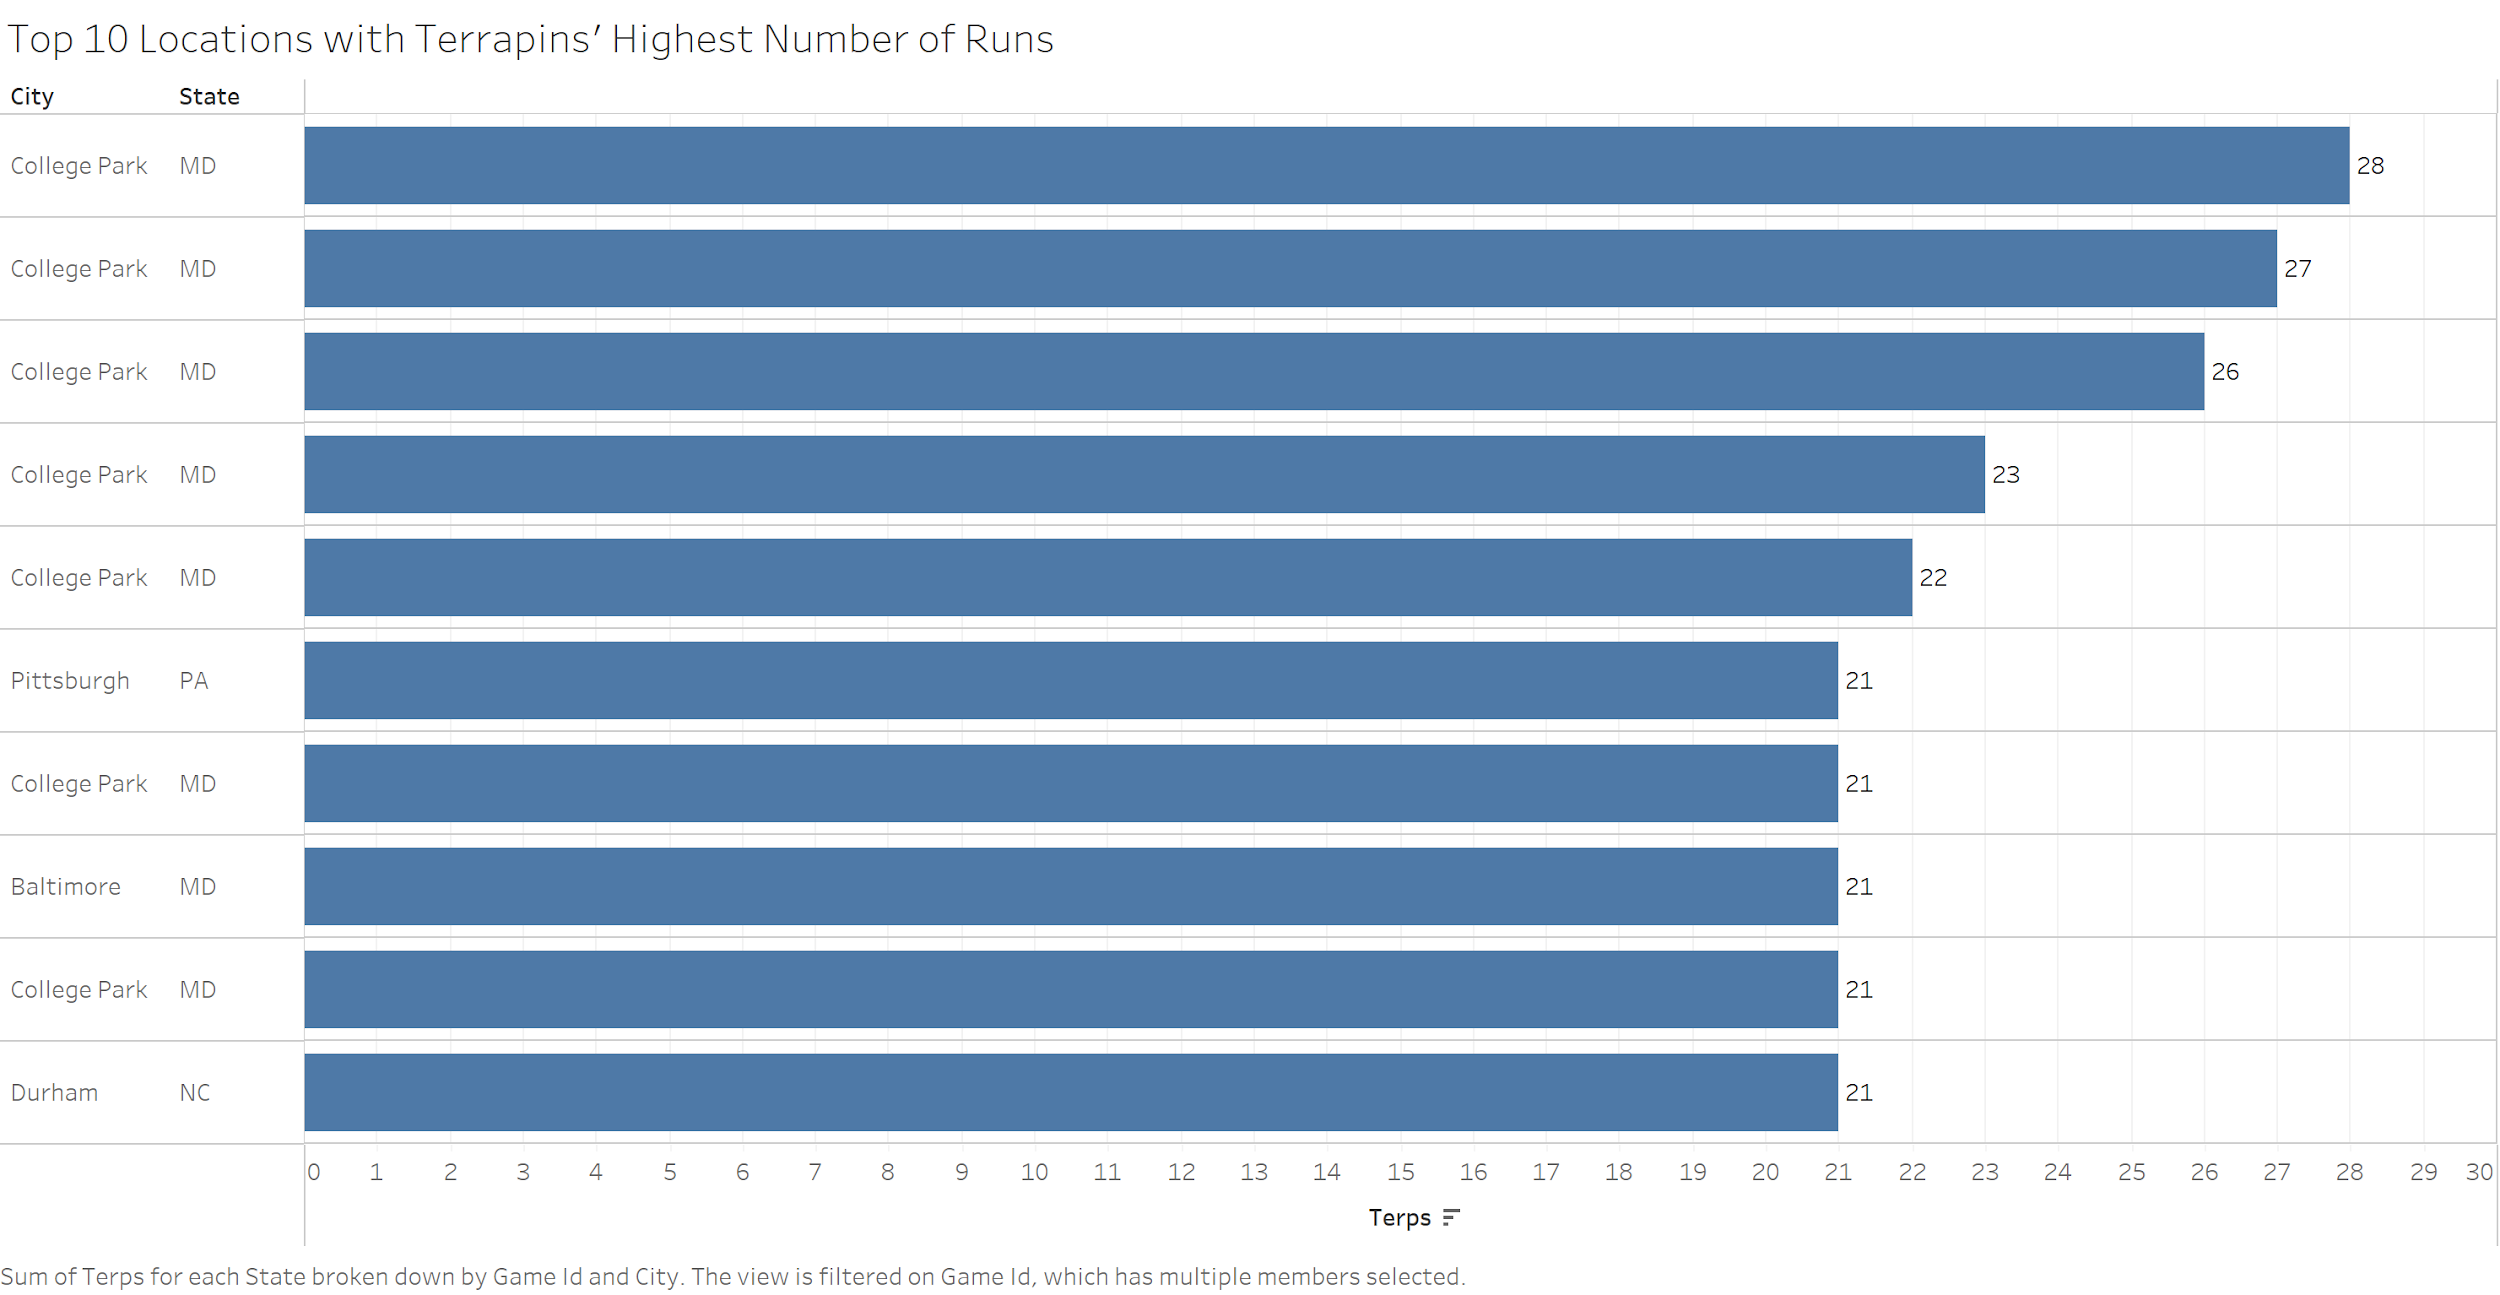 Top 10 Locations with Terrapins’ Highest Number of Runs
City State
College Park MD 28
College Park MD 27
College Park MD 26
College Park MD 23
College Park MD 22
Pittsburgh PA 21
College Park MD 21
Baltimore MD 21
College Park MD 21
Durham NC 21
0 1 2 3 4 5 6 7 8 9 10 11 12 13 14 15 16 17 18 19 20 21 22 23 24 25 26 27 28 29 30
Terps
Sum of Terps for each State broken down by Game Id and City. The view is filtered on Game Id, which has multiple members selected.